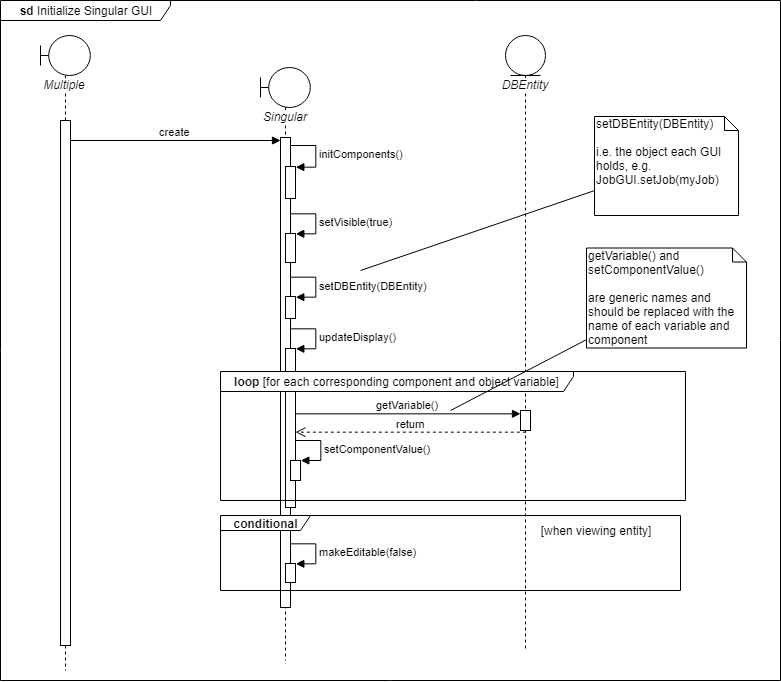 sd Initialize Singular GUI
Multiple
Singular
DBEntity
create
initComponents()
setVisible(true)
setDBEntity(DBEntity)
updateDisplay()
setDBEntity(DBEntity)
i.e. the object each GUI
holds, e.g.
JobGUI.setJob(myJob)
getVariable() and
setComponentValue()
are generic names and
should be replaced with the
name of each variable and
component
loop [for each corresponding component and object variable]
getVariable()
return
setComponentValue()
conditional
[when viewing entity]
makeEditable(false)